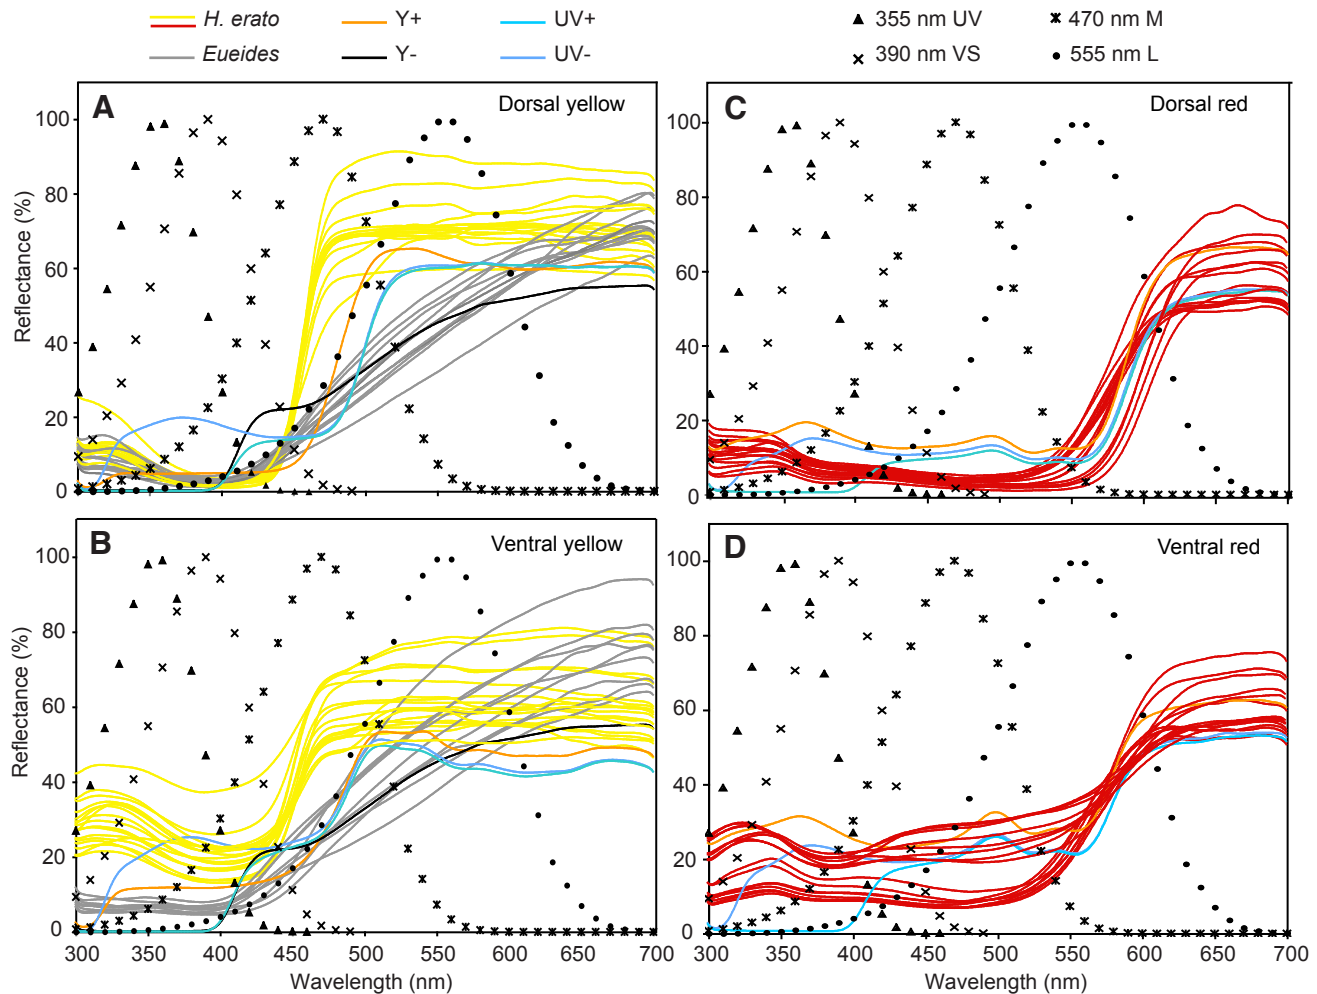 H. erato Y+ UV+ 355 nm UV 470 nm M
Eueides Y- UV- 390 nm VS 555 nm L
A Dorsal yellow
C Dorsal red
Reflectance (%)
100
80
60
40
20
0
100
80
60
40
20
0
B Ventral yellow
D Ventral red
Reflectance (%)
100
80
60
40
20
0
100
80
60
40
20
0
300 350 400 450 500 550 600 650 700
300 350 400 450 500 550 600 650 700
Wavelength (nm)
Wavelength (nm)